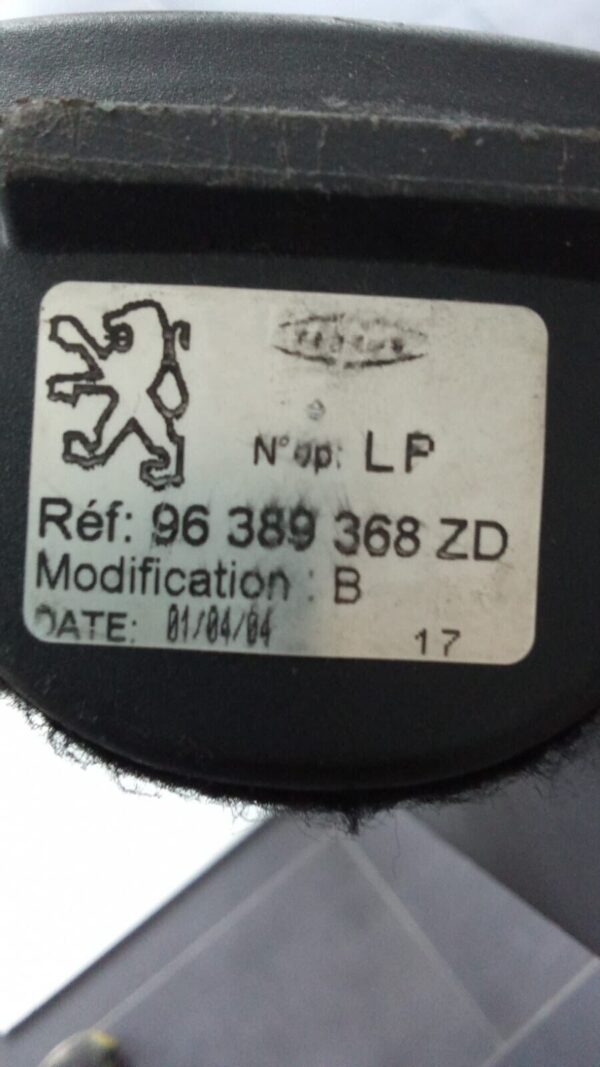 N°op: LP
Réf: 96 389 368 ZD
Modification : B
DATE: 01/04/04
17